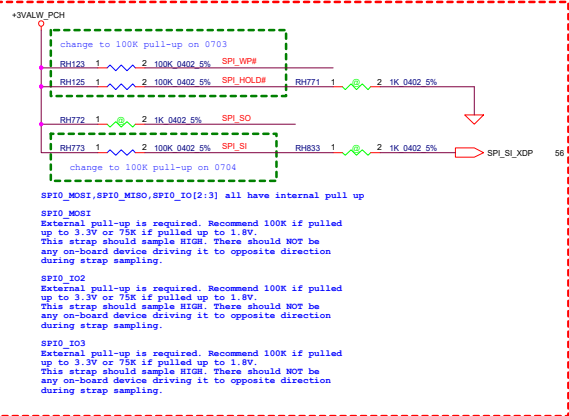 +3VALW_PCH
change to 100K pull-up on 0703
RH123 1 2 100K_0402_5% SPI_WP#
RH125 1 2 100K_0402_5% SPI_HOLD# RH771 1 @ 2 1K_0402_5%
RH772 1 @ 2 1K_0402_5% SPI_SO
RH773 1 2 100K_0402_5% SPI_SI RH833 1 @ 2 1K_0402_5% SPI_SI_XDP 56
change to 100K pull-up on 0704
SPI0_MOSI,SPI0_MISO,SPI0_IO[2:3] all have internal pull up
SPI0_MOSI
External pull-up is required. Recommend 100K if pulled
up to 3.3V or 75K if pulled up to 1.8V.
This strap should sample HIGH. There should NOT be
any on-board device driving it to opposite direction
during strap sampling.
SPI0_IO2
External pull-up is required. Recommend 100K if pulled
up to 3.3V or 75K if pulled up to 1.8V.
This strap should sample HIGH. There should NOT be
any on-board device driving it to opposite direction
during strap sampling.
SPI0_IO3
External pull-up is required. Recommend 100K if pulled
up to 3.3V or 75K if pulled up to 1.8V.
This strap should sample HIGH. There should NOT be
any on-board device driving it to opposite direction
during strap sampling.